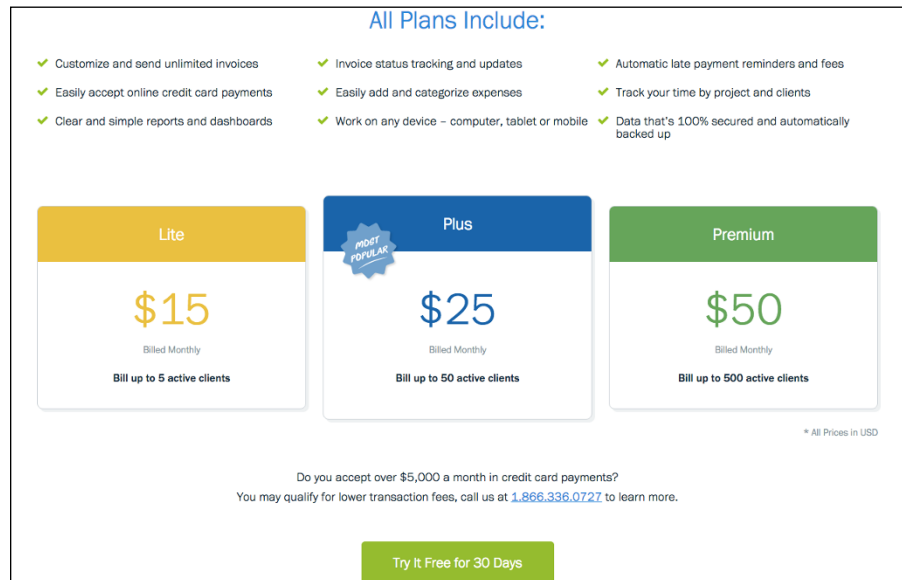 All Plans Include:
Customize and send unlimited invoices
Invoice status tracking and updates
Automatic late payment reminders and fees
Easily accept online credit card payments
Easily add and categorize expenses
Track your time by project and clients
Clear and simple reports and dashboards
Work on any device – computer, tablet or mobile
Data that's 100% secured and automatically
backed up
Lite
$15
Billed Monthly
Bill up to 5 active clients
MOST
POPULAR
Plus
$25
Billed Monthly
Bill up to 50 active clients
Premium
$50
Billed Monthly
Bill up to 500 active clients
* All Prices in USD
Do you accept over $5,000 a month in credit card payments?
You may qualify for lower transaction fees, call us at 1.866.336.0727 to learn more.
Try It Free for 30 Days